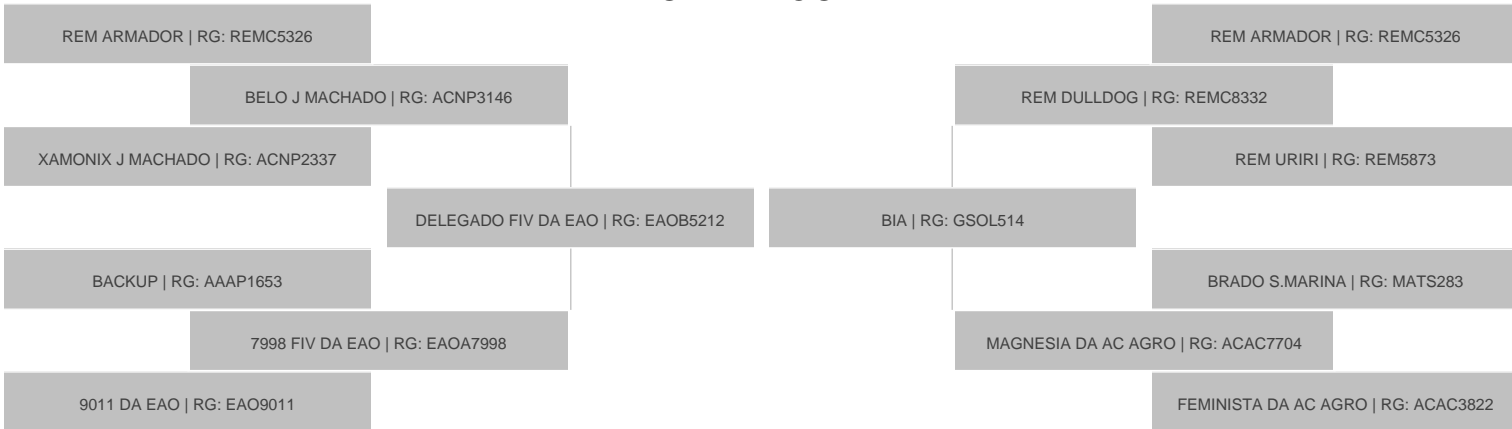 REM ARMADOR | RG: REMC5326
REM ARMADOR | RG: REMC5326
BELO J MACHADO | RG: ACNP3146
REM DULLDOG | RG: REMC8332
XAMONIX J MACHADO | RG: ACNP2337
REM URIRI | RG: REM5873
DELEGADO FIV DA EAO | RG: EAOB5212
BIA | RG: GSOL514
BACKUP | RG: AAAP1653
BRADO S.MARINA | RG: MATS283
7998 FIV DA EAO | RG: EAOA7998
MAGNESIA DA AC AGRO | RG: ACAC7704
9011 DA EAO | RG: EAO9011
FEMINISTA DA AC AGRO | RG: ACAC3822